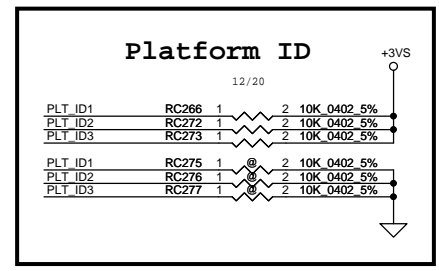 Platform ID
+3VS
12/20
PLT_ID1 RC266 1 2 10K_0402_5%
PLT_ID2 RC272 1 2 10K_0402_5%
PLT_ID3 RC273 1 2 10K_0402_5%
PLT_ID1 RC275 1 @ 2 10K_0402_5%
PLT_ID2 RC276 1 @ 2 10K_0402_5%
PLT_ID3 RC277 1 @ 2 10K_0402_5%